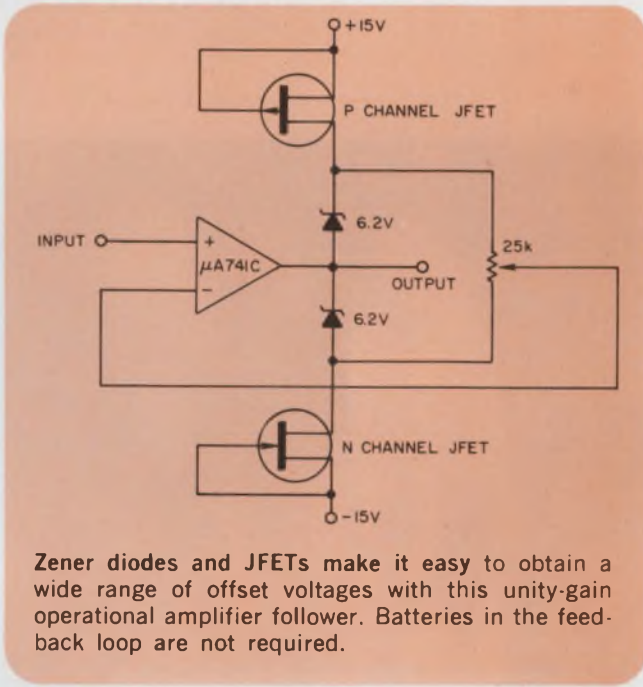 +15V
P CHANNEL JFET
6.2V
25k
INPUT
+
μA741C
−
OUTPUT
6.2V
N CHANNEL JFET
−15V
Zener diodes and JFETs make it easy to obtain a
wide range of offset voltages with this unity-gain
operational amplifier follower. Batteries in the feed-
back loop are not required.